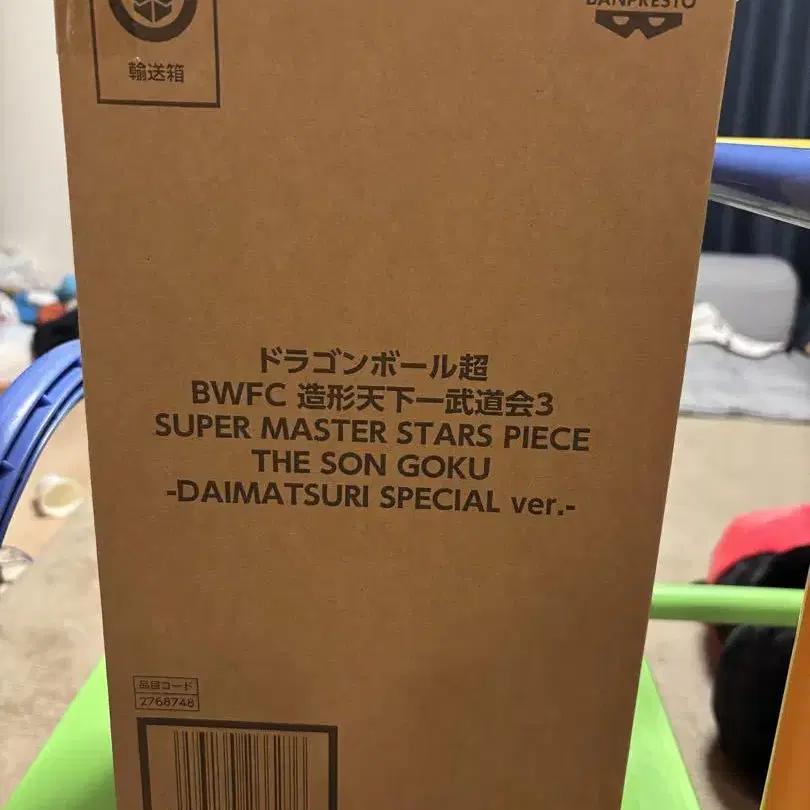 BANPRESTO
輸送箱
ドラゴンボール超
BWFC 造形天下一武道会3
SUPER MASTER STARS PIECE
THE SON GOKU
-DAIMATSURI SPECIAL ver.-
品目コード
2768748